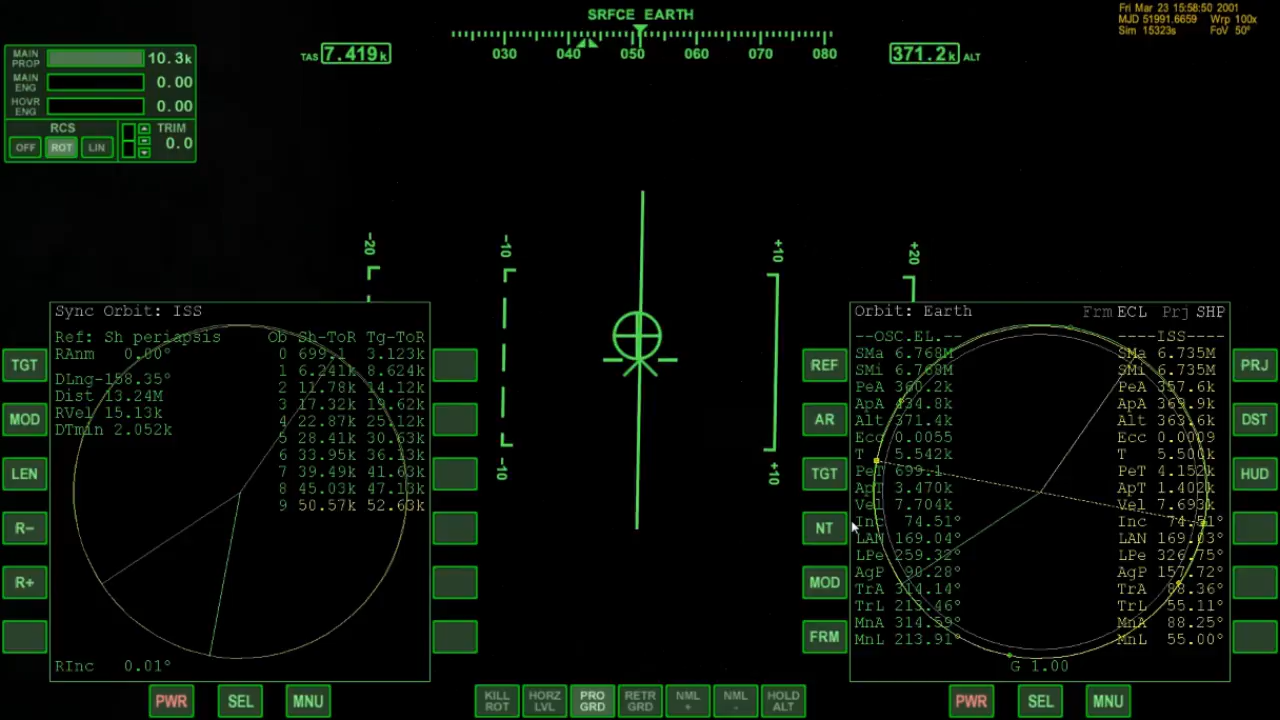 SRFCE EARTH
Fri Mar 23 15:58:50 2001
MJD 51991.6659 Wrp 100x
Sim 15323s FoV 50°
030 040 050 060 070 080
TAS 7.419k
371.2k ALT
MAIN PROP 10.3k
MAIN ENG 0.00
HOVR ENG 0.00
RCS TRIM
OFF ROT LIN 0.0
-20 -10 +10 +20
-10 +10
Sync Orbit: ISS
Ref: Sh periapsis Ob Sh-ToR Tg-ToR
RAnm 0.00° 0 699.1 3.123k
1 6.241k 8.624k
DLng-158.35° 2 11.78k 14.12k
Dist 13.24M 3 17.32k 19.62k
RVel 15.13k 4 22.87k 25.12k
DTmin 2.052k 5 28.41k 30.63k
6 33.95k 36.13k
7 39.49k 41.63k
8 45.03k 47.13k
9 50.57k 52.63k
RInc 0.01°
TGT
MOD
LEN
R-
R+
PWR SEL MNU
Orbit: Earth Frm ECL Prj SHP
--OSC.EL.-- ----ISS----
SMa 6.768M SMa 6.735M
SMi 6.768M SMi 6.735M
PeA 360.2k PeA 357.6k
ApA 434.8k ApA 369.9k
Alt 371.4k Alt 363.6k
Ecc 0.0055 Ecc 0.0009
T 5.542k T 5.500k
PeT 699.1 PeT 4.152k
ApT 3.470k ApT 1.402k
Vel 7.704k Vel 7.693k
Inc 74.51° Inc 74.51°
LAN 169.04° LAN 169.03°
LPe 259.32° LPe 326.75°
AgP 90.28° AgP 157.72°
TrA 314.14° TrA 88.36°
TrL 213.46° TrL 55.11°
MnA 314.59° MnA 88.25°
MnL 213.91° MnL 55.00°
G 1.00
REF
AR
TGT
NT
MOD
FRM
PRJ
DST
HUD
PWR SEL MNU
KILL ROT
HORZ LVL
PRO GRD
RETR GRD
NML +
NML -
HOLD ALT